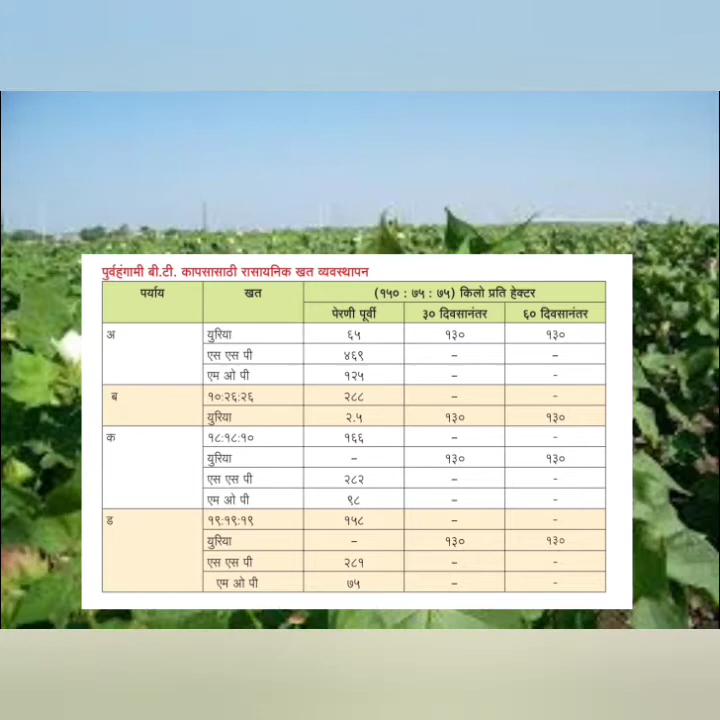 पुर्वहंगामी बी.टी. कापसासाठी रासायनिक खत व्यवस्थापन
पर्याय खत (१५० : ७५ : ७५) किलो प्रति हेक्टर
पेरणी पूर्वी ३० दिवसानंतर ६० दिवसानंतर
अ युरिया ६५ १३० १३०
एस एस पी ४६९ – –
एम ओ पी १२५ – -
ब १०:२६:२६ २८८ – -
युरिया २.५ १३० १३०
क १८:१८:१० १६६ – -
युरिया – १३० १३०
एस एस पी २८२ – -
एम ओ पी ९८ – -
ड १९:१९:१९ १५८ – -
युरिया – १३० १३०
एस एस पी २८१ – -
एम ओ पी ७५ – -